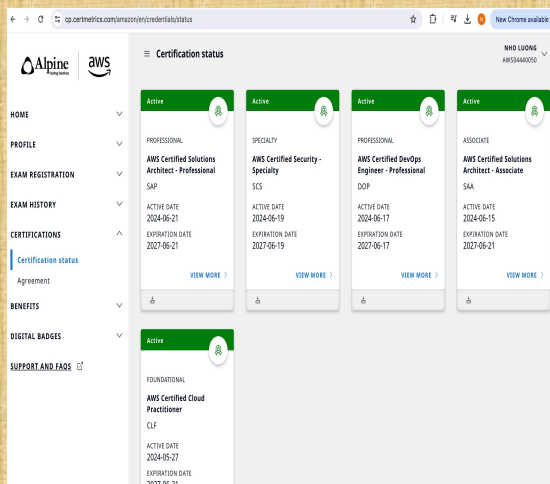 cp.certmetrics.com/amazon/en/credentials/status
New Chrome available
Alpine
Testing Solutions
aws
Certification status
NHO LUONG
AWS04440050
HOME
PROFILE
EXAM REGISTRATION
EXAM HISTORY
CERTIFICATIONS
Certification status
Agreement
BENEFITS
DIGITAL BADGES
SUPPORT AND FAQS
Active
PROFESSIONAL
AWS Certified Solutions
Architect - Professional
SAP
ACTIVE DATE
2024-06-21
EXPIRATION DATE
2027-06-21
VIEW MORE
Active
SPECIALTY
AWS Certified Security -
Specialty
SCS
ACTIVE DATE
2024-06-19
EXPIRATION DATE
2027-06-19
VIEW MORE
Active
PROFESSIONAL
AWS Certified DevOps
Engineer - Professional
DOP
ACTIVE DATE
2024-06-17
EXPIRATION DATE
2027-06-17
VIEW MORE
Active
ASSOCIATE
AWS Certified Solutions
Architect - Associate
SAA
ACTIVE DATE
2024-06-15
EXPIRATION DATE
2027-06-21
VIEW MORE
Active
FOUNDATIONAL
AWS Certified Cloud
Practitioner
CLF
ACTIVE DATE
2024-05-27
EXPIRATION DATE
2027-06-21